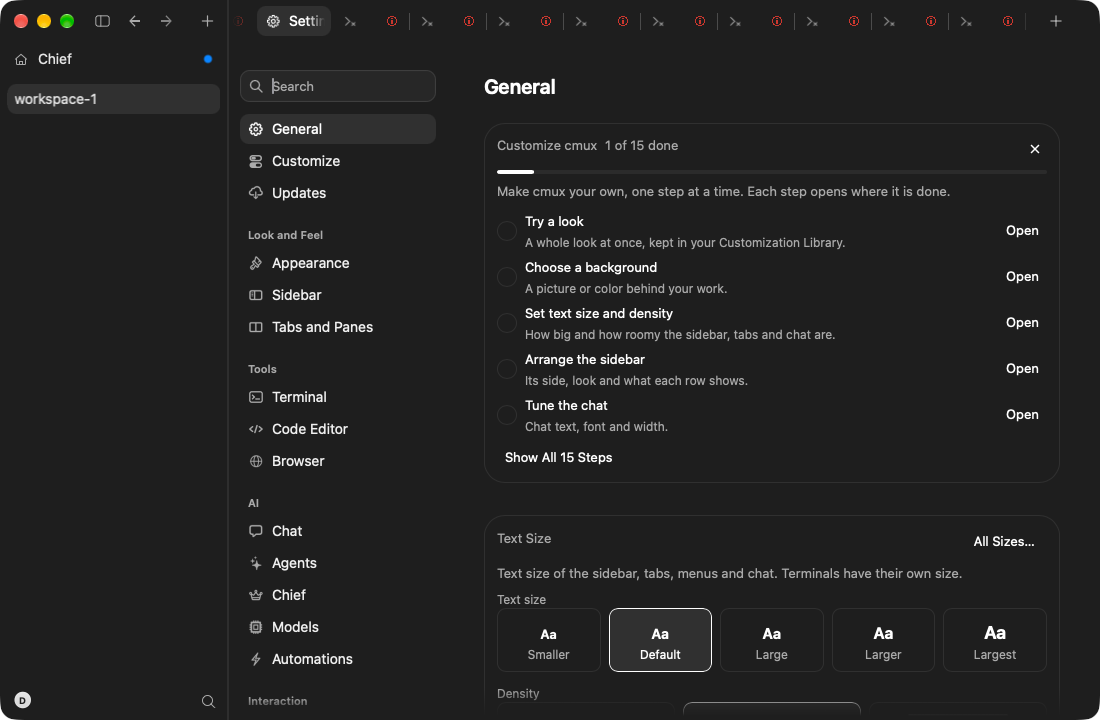 Settin
Chief
workspace-1
D
Search
General
Customize
Updates
Look and Feel
Appearance
Sidebar
Tabs and Panes
Tools
Terminal
Code Editor
Browser
AI
Chat
Agents
Chief
Models
Automations
Interaction
General
Customize cmux 1 of 15 done
Make cmux your own, one step at a time. Each step opens where it is done.
Try a look
A whole look at once, kept in your Customization Library.
Open
Choose a background
A picture or color behind your work.
Open
Set text size and density
How big and how roomy the sidebar, tabs and chat are.
Open
Arrange the sidebar
Its side, look and what each row shows.
Open
Tune the chat
Chat text, font and width.
Open
Show All 15 Steps
Text Size
All Sizes...
Text size of the sidebar, tabs, menus and chat. Terminals have their own size.
Text size
Aa Aa Aa Aa Aa
Smaller Default Large Larger Largest
Density